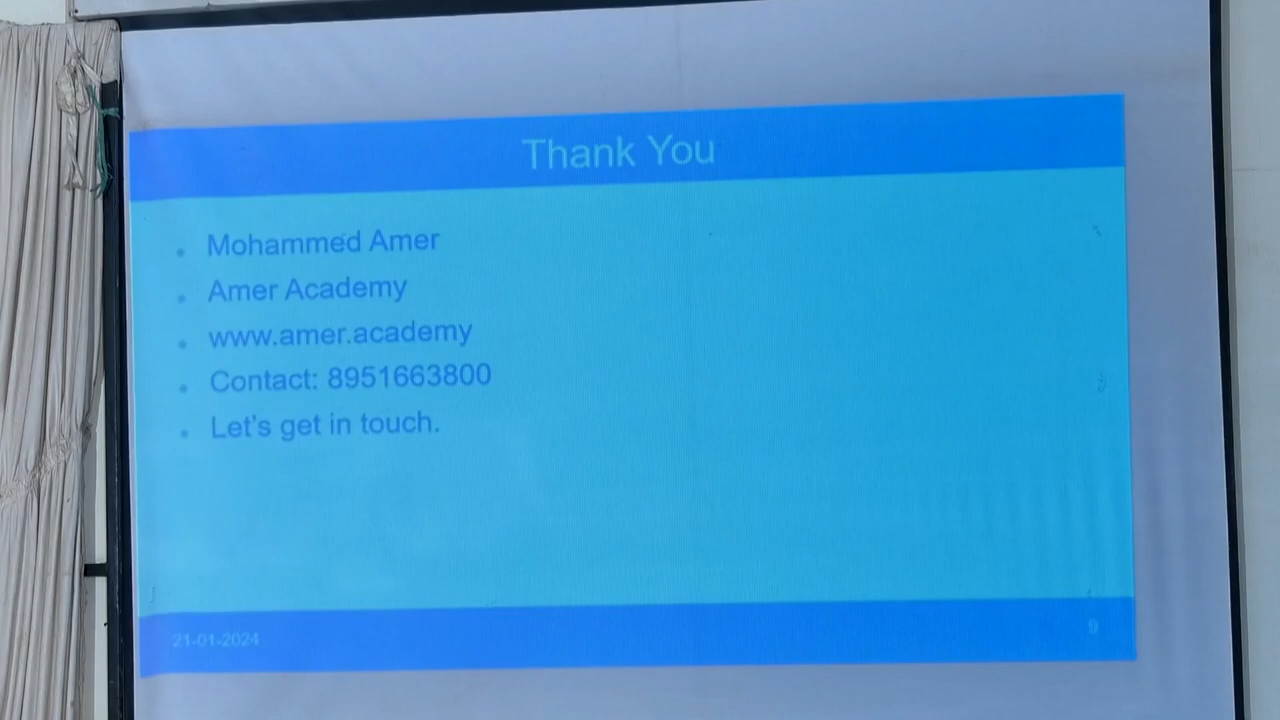 Thank You
Mohammed Amer
Amer Academy
www.amer.academy
Contact: 8951663800
Let's get in touch.
21-01-2024
9